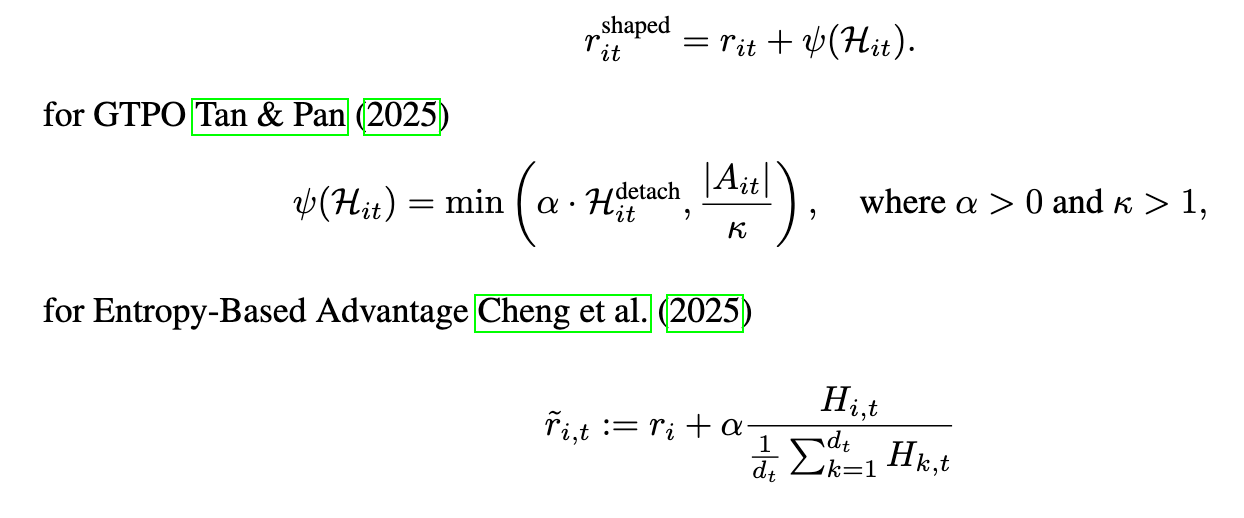 r_{it}^{shaped} = r_{it} + ψ(ℋ_{it}).
for GTPO Tan & Pan (2025)
ψ(ℋ_{it}) = min ( α · ℋ_{it}^{detach}, |A_{it}| / κ ), where α > 0 and κ > 1,
for Entropy-Based Advantage Cheng et al. (2025)
r̃_{i,t} := r_i + α H_{i,t} / ( 1/d_t ∑_{k=1}^{d_t} H_{k,t} )